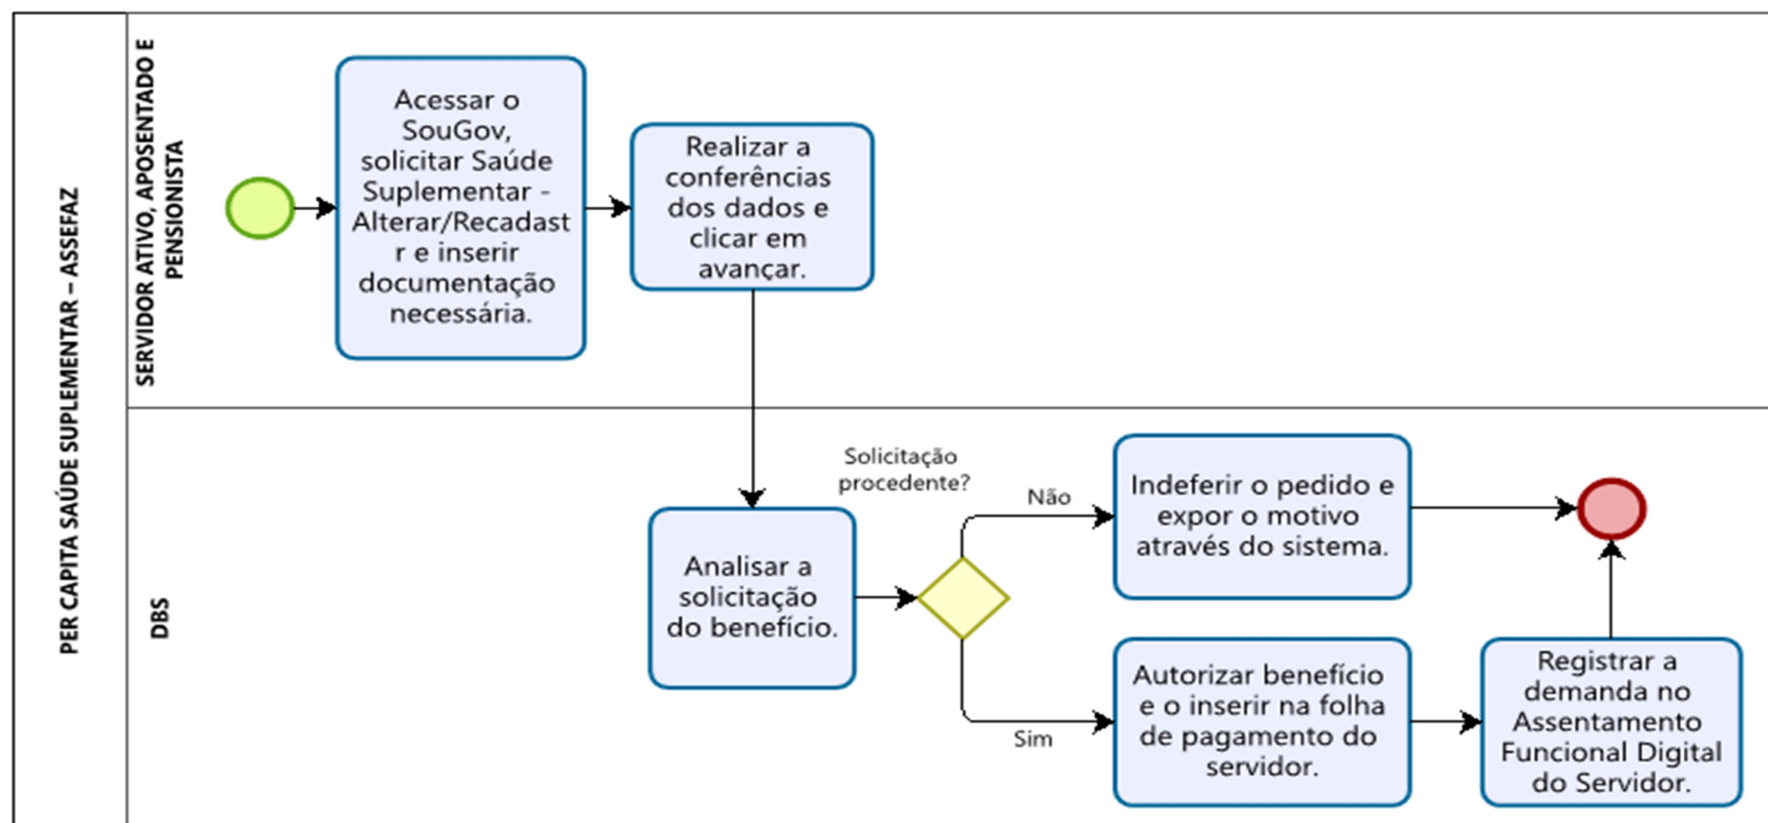 PER CAPITA SAÚDE SUPLEMENTAR – ASSEFAZ
SERVIDOR ATIVO, APOSENTADO E
PENSIONISTA
Acessar o
SouGov,
solicitar Saúde
Suplementar -
Alterar/Recadast
r e inserir
documentação
necessária.
Realizar a
conferências
dos dados e
clicar em
avançar.
DBS
Analisar a
solicitação
do benefício.
Solicitação
procedente?
Não
Indeferir o pedido e
expor o motivo
através do sistema.
Sim
Autorizar benefício
e o inserir na folha
de pagamento do
servidor.
Registrar a
demanda no
Assentamento
Funcional Digital
do Servidor.